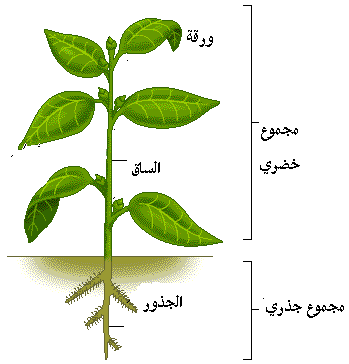 ورقة
مجموع
خضري
الساق
الجذور
مجموع جذري